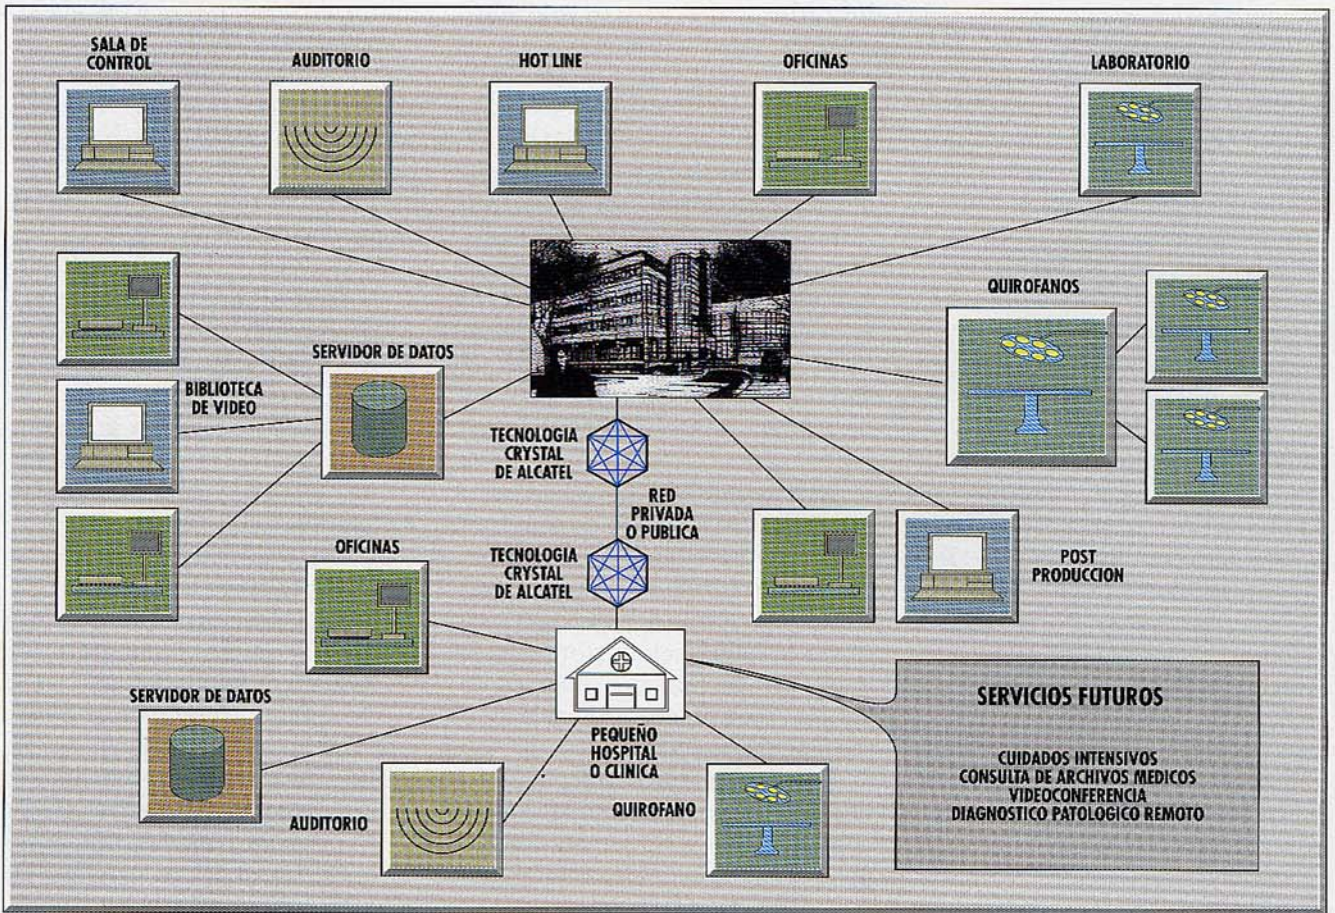 SALA DE
CONTROL
AUDITORIO
HOT LINE
OFICINAS
LABORATORIO
QUIROFANOS
SERVIDOR DE DATOS
BIBLIOTECA
DE VIDEO
TECNOLOGIA
CRYSTAL
DE ALCATEL
RED
PRIVADA
O PUBLICA
OFICINAS
TECNOLOGIA
CRYSTAL
DE ALCATEL
POST
PRODUCCION
SERVIDOR DE DATOS
PEQUEÑO
HOSPITAL
O CLINICA
AUDITORIO
QUIROFANO
SERVICIOS FUTUROS
CUIDADOS INTENSIVOS
CONSULTA DE ARCHIVOS MEDICOS
VIDEOCONFERENCIA
DIAGNOSTICO PATOLOGICO REMOTO